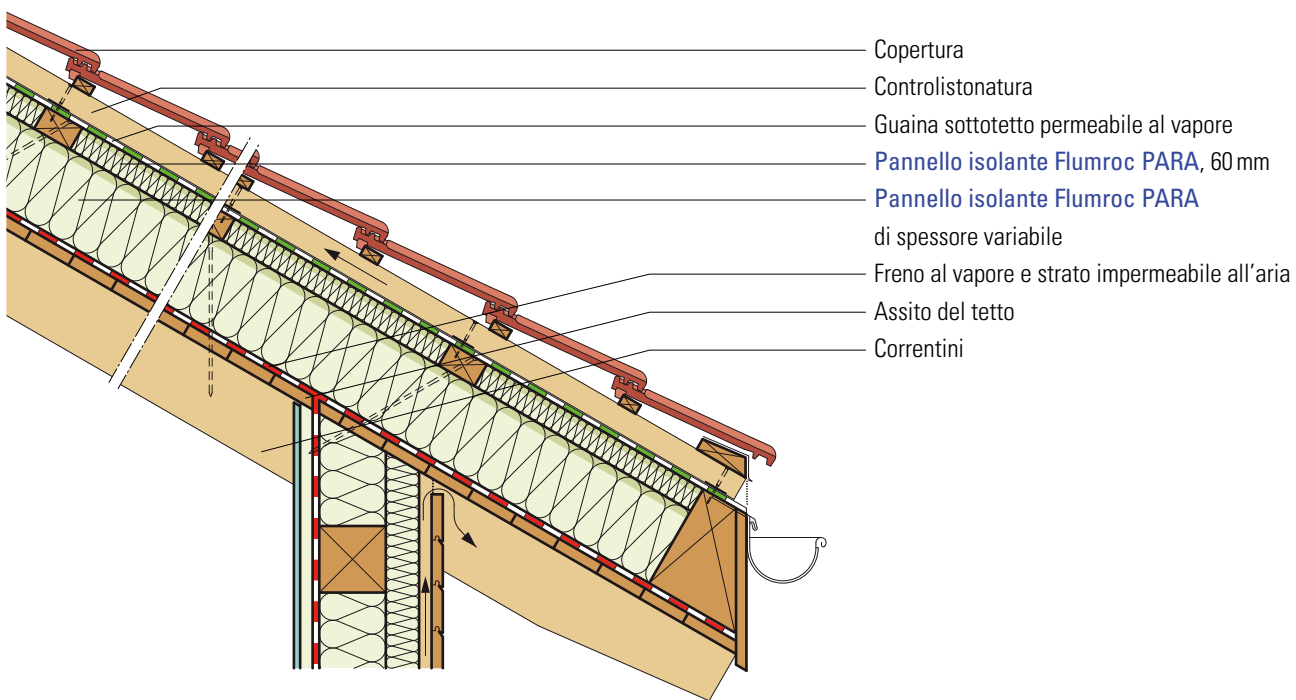 Copertura
Controlistonatura
Guaina sottotetto permeabile al vapore
Pannello isolante Flumroc PARA, 60 mm
Pannello isolante Flumroc PARA
di spessore variabile
Freno al vapore e strato impermeabile all’aria
Assito del tetto
Correntini